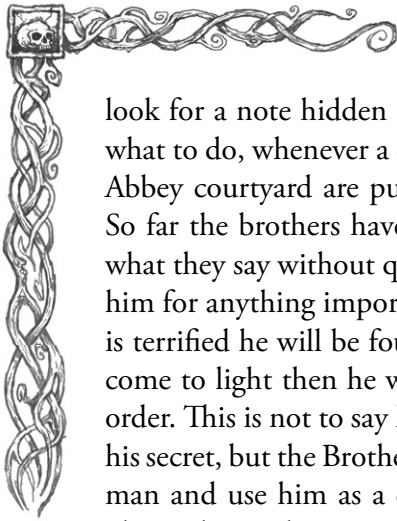 look for a note hidden
what to do, whenever a
Abbey courtyard are pu
So far the brothers have
what they say without q
him for anything impor
is terrified he will be fou
come to light then he w
order. This is not to say
his secret, but the Brothe
man and use him as a